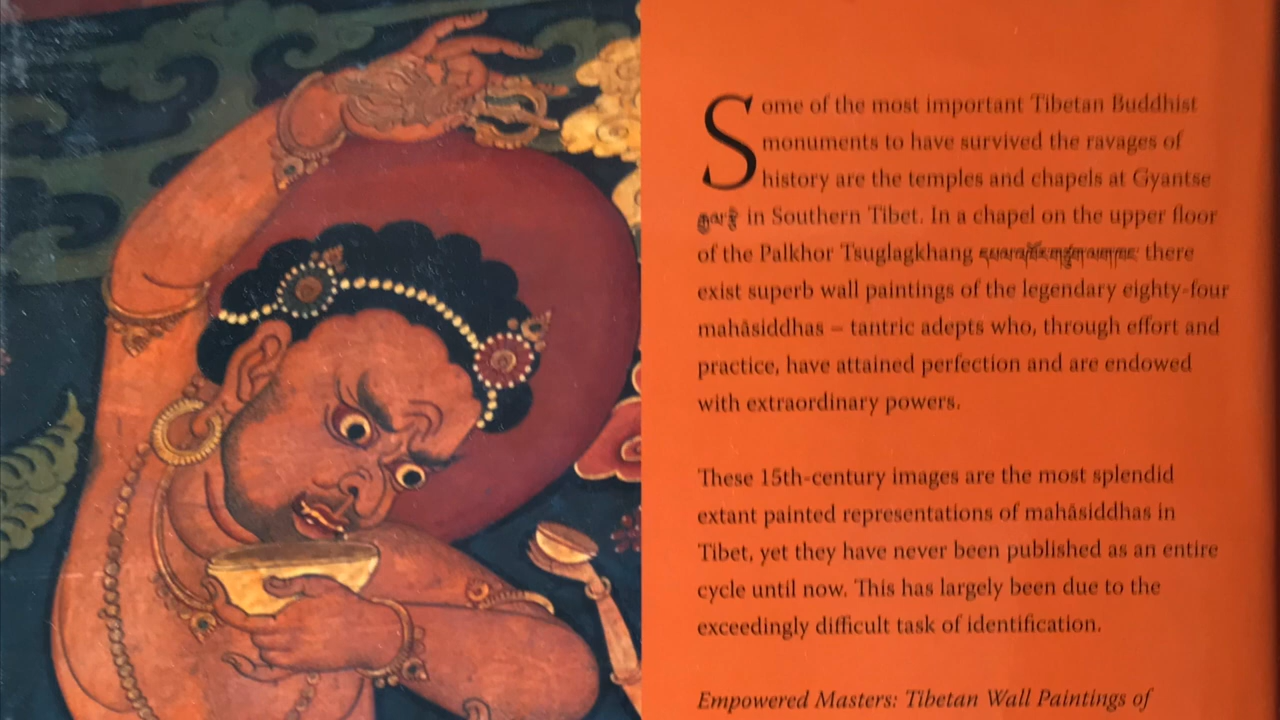 Some of the most important Tibetan Buddhist
monuments to have survived the ravages of
history are the temples and chapels at Gyantse
in Southern Tibet. In a chapel on the upper floor
of the Palkhor Tsuglagkhang there
exist superb wall paintings of the legendary eighty-four
mahāsiddhas – tantric adepts who, through effort and
practice, have attained perfection and are endowed
with extraordinary powers.
These 15th-century images are the most splendid
extant painted representations of mahāsiddhas in
Tibet, yet they have never been published as an entire
cycle until now. This has largely been due to the
exceedingly difficult task of identification.
Empowered Masters: Tibetan Wall Paintings of